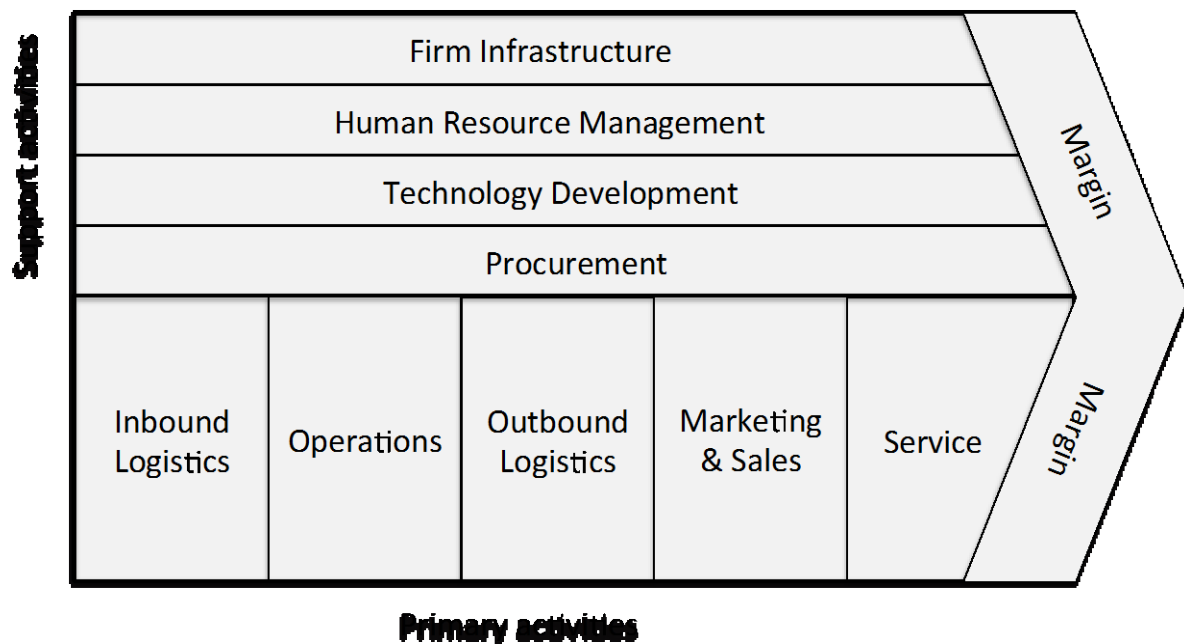 Support activities
Firm Infrastructure
Human Resource Management
Technology Development
Procurement
Margin
Inbound
Logistics
Operations
Outbound
Logistics
Marketing
& Sales
Service
Margin
Primary activities